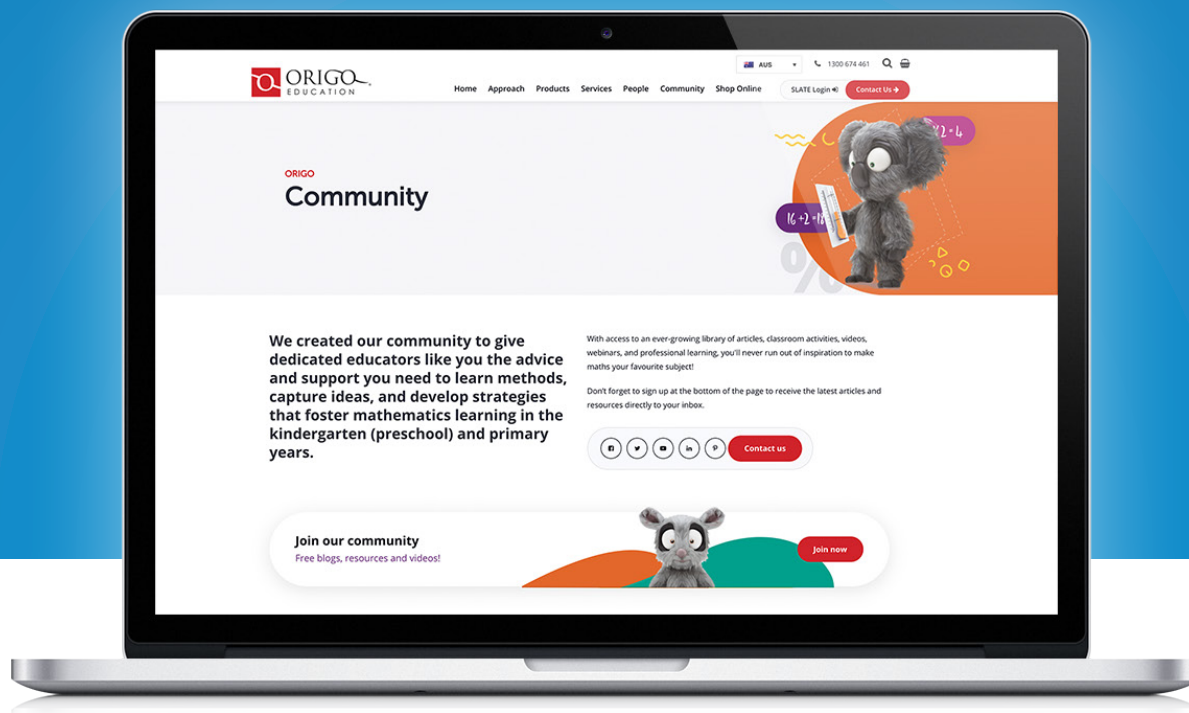 AUS
1300 674 461
ORIGO
EDUCATION
Home Approach Products Services People Community Shop Online SLATE Login Contact Us
ORIGO
Community
2 = 4
16 + 2 = 18
%
We created our community to give
dedicated educators like you the advice
and support you need to learn methods,
capture ideas, and develop strategies
that foster mathematics learning in the
kindergarten (preschool) and primary
years.
With access to an ever-growing library of articles, classroom activities, videos,
webinars, and professional learning, you'll never run out of inspiration to make
maths your favourite subject!
Don't forget to sign up at the bottom of the page to receive the latest articles and
resources directly to your inbox.
Contact us
Join our community
Free blogs, resources and videos!
Join now